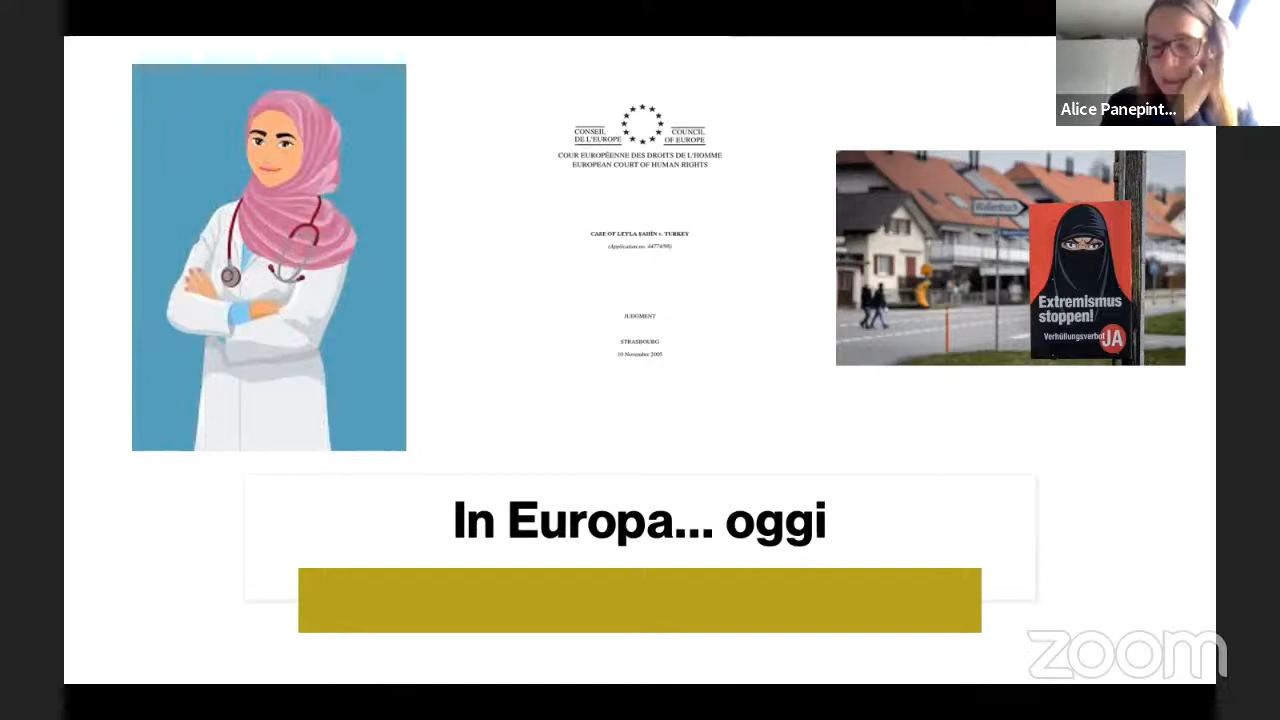 Alice Panepint...
CONSEIL
DE L'EUROPE
COUNCIL
OF EUROPE
COUR EUROPÉENNE DES DROITS DE L'HOMME
EUROPEAN COURT OF HUMAN RIGHTS
CASE OF LEYLA ŞAHİN v. TURKEY
(Application no. 44774/98)
JUDGMENT
STRASBOURG
10 November 2005
Wallenbuch
Extremismus
stoppen!
Verhüllungsverbot JA
In Europa... oggi
zoom